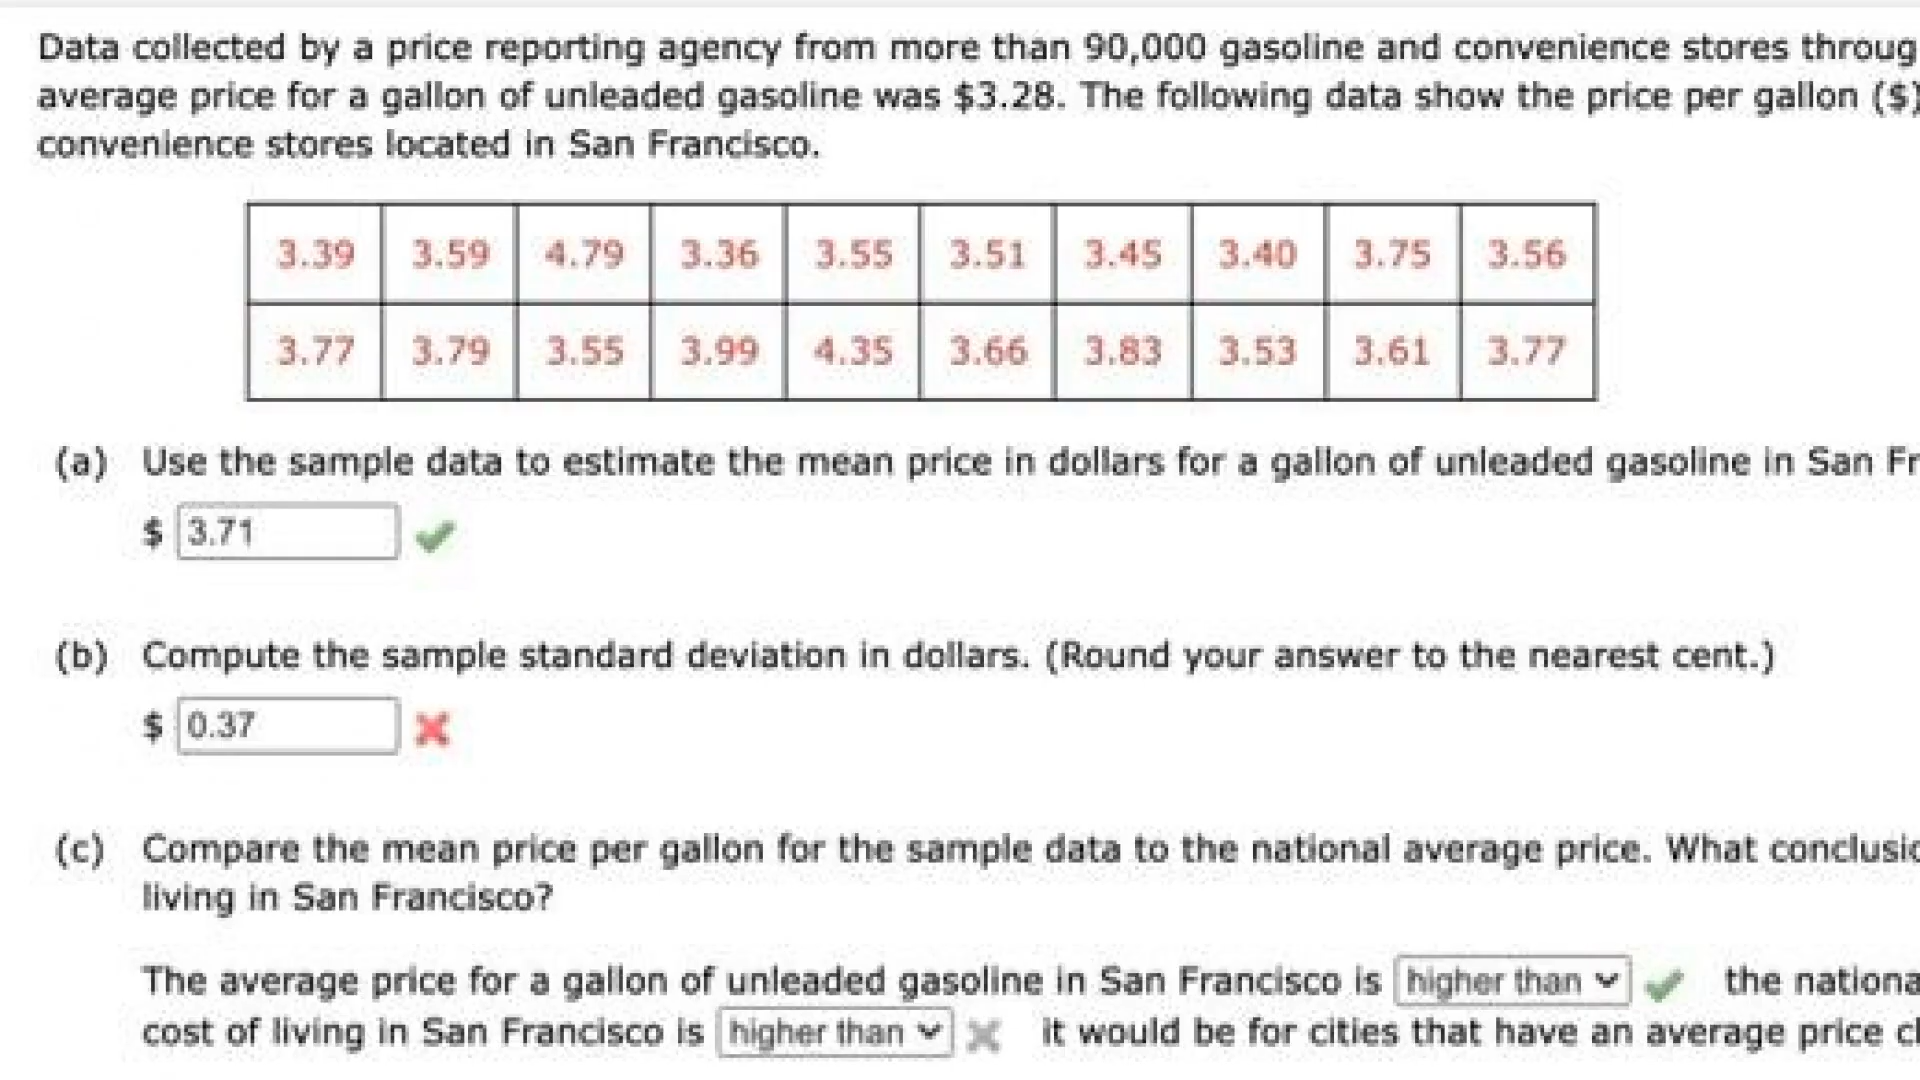 Data collected by a price reporting agency from more than 90,000 gasoline and convenience stores throug
average price for a gallon of unleaded gasoline was $3.28. The following data show the price per gallon ($)
convenience stores located in San Francisco.
3.39 3.59 4.79 3.36 3.55 3.51 3.45 3.40 3.75 3.56
3.77 3.79 3.55 3.99 4.35 3.66 3.83 3.53 3.61 3.77
(a) Use the sample data to estimate the mean price in dollars for a gallon of unleaded gasoline in San Fr
$ 3.71
(b) Compute the sample standard deviation in dollars. (Round your answer to the nearest cent.)
$ 0.37
(c) Compare the mean price per gallon for the sample data to the national average price. What conclusio
living in San Francisco?
The average price for a gallon of unleaded gasoline in San Francisco is higher than the nationa
cost of living in San Francisco is higher than it would be for cities that have an average price cl